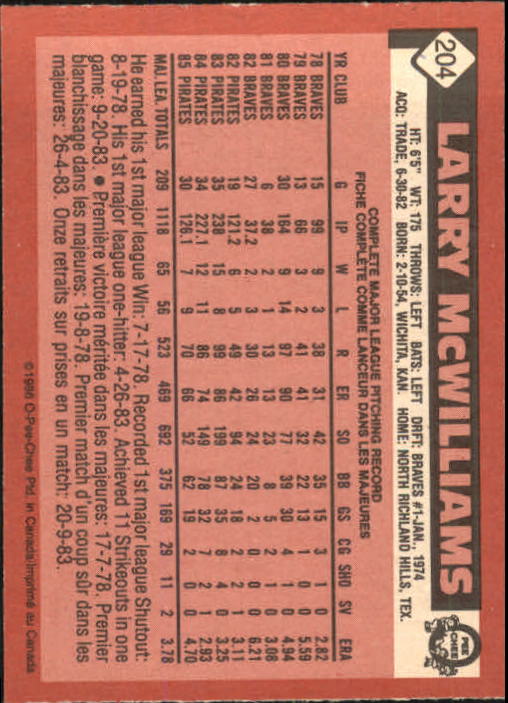 204
LARRY McWILLIAMS
O PEE CHEE
HT: 6'5" WT: 175 THROWS: LEFT BATS: LEFT DRFT: BRAVES #1-JAN., 1974
ACQ: TRADE, 6-30-82 BORN: 2-10-54, WICHITA, KAN. HOME: NORTH RICHLAND HILLS, TEX.
COMPLETE MAJOR LEAGUE PITCHING RECORD
FICHE COMPLÈTE COMME LANCEUR DANS LES MAJEURES
YR CLUB G IP W L R ER SO BB GS CG SHO SV ERA
78 BRAVES 15 99 9 3 38 31 42 35 15 3 1 0 2.82
79 BRAVES 13 66 3 2 41 41 32 22 13 1 0 0 5.59
80 BRAVES 30 164 9 14 97 90 77 39 30 4 1 0 4.94
81 BRAVES 6 38 2 1 13 13 23 8 5 2 1 0 3.08
82 BRAVES 27 37.2 2 3 30 26 24 20 2 0 0 0 6.21
82 PIRATES 19 121.2 6 5 49 42 94 24 18 2 2 1 3.11
83 PIRATES 35 238 15 8 99 86 199 87 35 8 4 0 3.25
84 PIRATES 34 227.1 12 11 86 74 149 78 32 7 2 1 2.93
85 PIRATES 30 126.1 7 9 70 66 52 62 19 2 0 0 4.70
MAJ.LEA. TOTALS 209 1118 65 56 523 469 692 375 169 29 11 2 3.78
He earned his 1st major league Win: 7-17-78. Recorded 1st major league Shutout:
8-19-78. His 1st major league one-hitter: 4-26-83. Achieved 11 Strikeouts in one
game: 9-20-83. ● Première victoire méritée dans les majeures: 17-7-78. Premier
blanchissage dans les majeures: 19-8-78. Premier match d'un coup sûr dans les
majeures: 26-4-83. Onze retraits sur prises en un match: 20-9-83.
©1986 O-Pee-Chee Ptd. in Canada/Imprimé au Canada